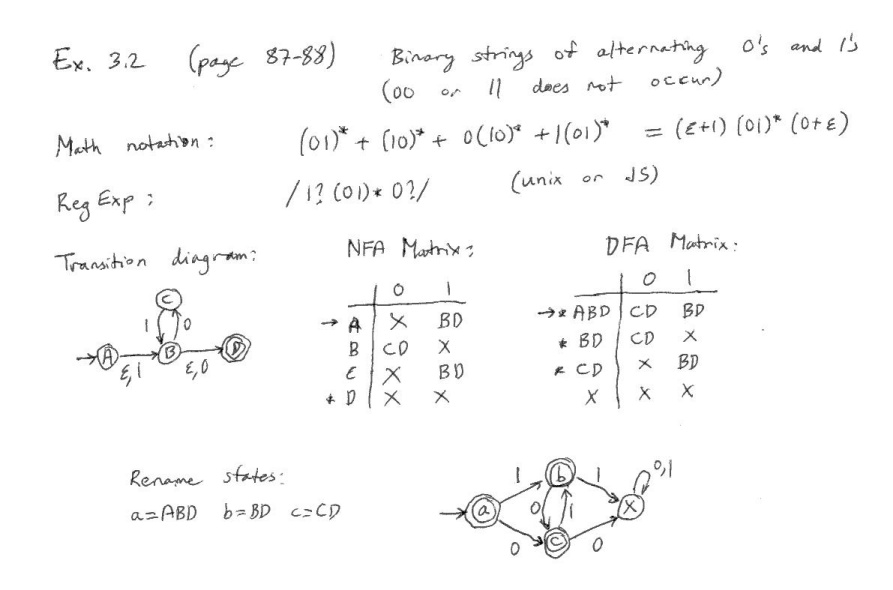 Ex. 3.2 (page 87-88) Binary strings of alternating 0's and 1's
(00 or 11 does not occur)
Math notation: (01)* + (10)* + 0(10)* + 1(01)* = (ε+1) (01)* (0+ε)
Reg Exp: /1?(01)*0?/ (unix or JS)
Transition diagram: NFA Matrix: DFA Matrix:
0 1
→ A X BD
B CD X
C X BD
* D X X
0 1
→* ABD CD BD
* BD CD X
* CD X BD
X X X
C
1 0
→ A B D
ε,1 ε,0
Rename states:
a=ABD b=BD c=CD
1 b 1 0,1
a 0 1 X
0 c 0